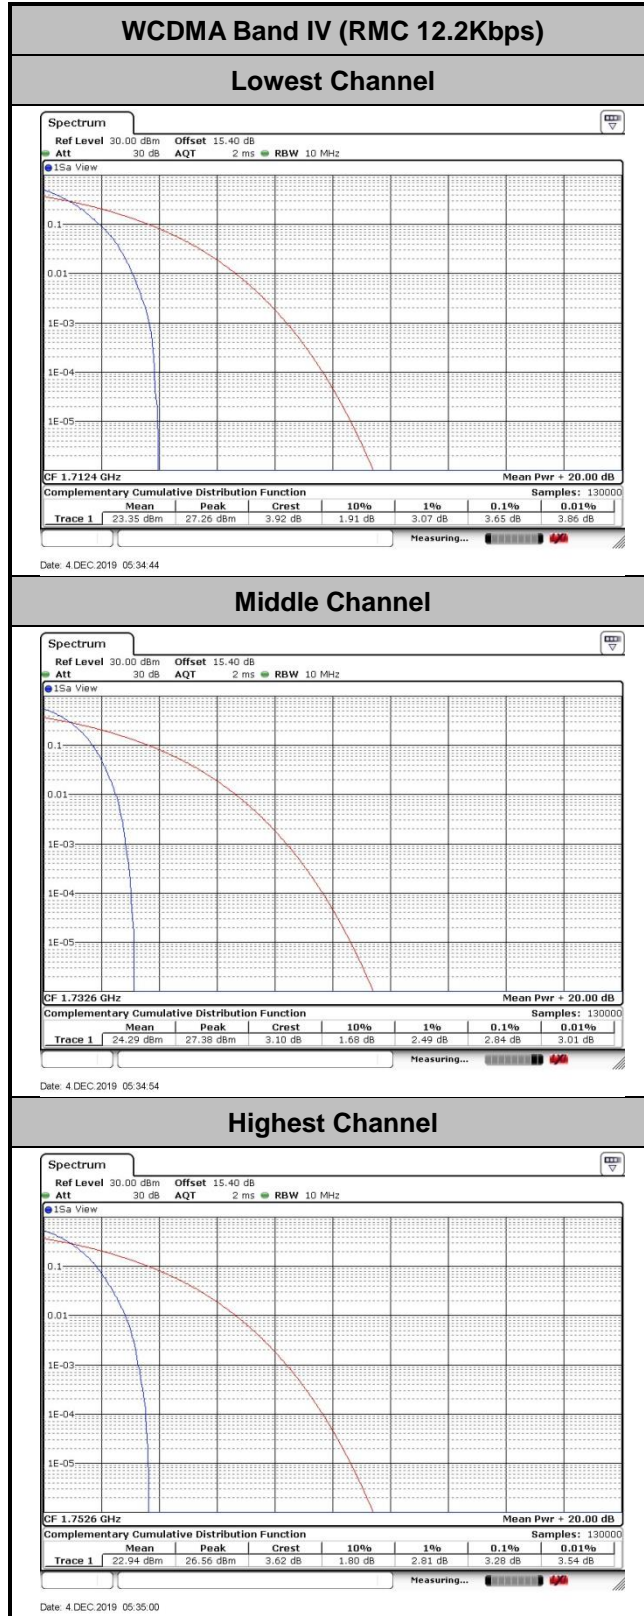 WCDMA Band IV (RMC 12.2Kbps)
Lowest Channel
Spectrum
Ref Level 30.00 dBm Offset 15.40 dB
Att 30 dB AQT 2 ms RBW 10 MHz
1Sa View
0.1
0.01
1E-03
1E-04
1E-05
CF 1.7124 GHz Mean Pwr + 20.00 dB
Complementary Cumulative Distribution Function Samples: 130000
Mean Peak Crest 10% 1% 0.1% 0.01%
Trace 1 23.35 dBm 27.26 dBm 3.92 dB 1.91 dB 3.07 dB 3.65 dB 3.86 dB
Measuring...
Date: 4.DEC.2019 05:34:44
Middle Channel
Spectrum
Ref Level 30.00 dBm Offset 15.40 dB
Att 30 dB AQT 2 ms RBW 10 MHz
1Sa View
0.1
0.01
1E-03
1E-04
1E-05
CF 1.7326 GHz Mean Pwr + 20.00 dB
Complementary Cumulative Distribution Function Samples: 130000
Mean Peak Crest 10% 1% 0.1% 0.01%
Trace 1 24.29 dBm 27.38 dBm 3.10 dB 1.68 dB 2.49 dB 2.84 dB 3.01 dB
Measuring...
Date: 4.DEC.2019 05:34:54
Highest Channel
Spectrum
Ref Level 30.00 dBm Offset 15.40 dB
Att 30 dB AQT 2 ms RBW 10 MHz
1Sa View
0.1
0.01
1E-03
1E-04
1E-05
CF 1.7526 GHz Mean Pwr + 20.00 dB
Complementary Cumulative Distribution Function Samples: 130000
Mean Peak Crest 10% 1% 0.1% 0.01%
Trace 1 22.94 dBm 26.56 dBm 3.62 dB 1.80 dB 2.81 dB 3.28 dB 3.54 dB
Measuring...
Date: 4.DEC.2019 05:35:00